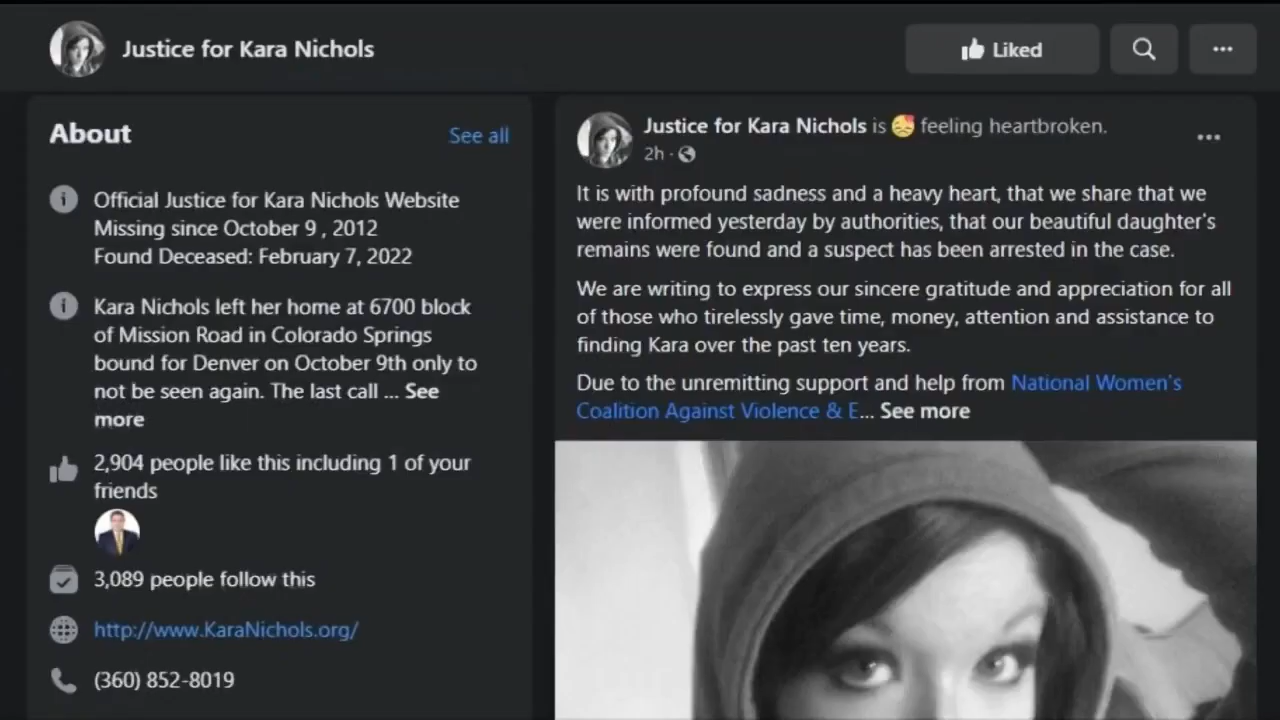 Justice for Kara Nichols
Liked
About
See all
Official Justice for Kara Nichols Website
Missing since October 9 , 2012
Found Deceased: February 7, 2022
Kara Nichols left her home at 6700 block
of Mission Road in Colorado Springs
bound for Denver on October 9th only to
not be seen again. The last call ... See
more
2,904 people like this including 1 of your
friends
3,089 people follow this
http://www.KaraNichols.org/
(360) 852-8019
Justice for Kara Nichols is 🥰 feeling heartbroken.
2h ·
It is with profound sadness and a heavy heart, that we share that we
were informed yesterday by authorities, that our beautiful daughter's
remains were found and a suspect has been arrested in the case.
We are writing to express our sincere gratitude and appreciation for all
of those who tirelessly gave time, money, attention and assistance to
finding Kara over the past ten years.
Due to the unremitting support and help from National Women's
Coalition Against Violence & E... See more